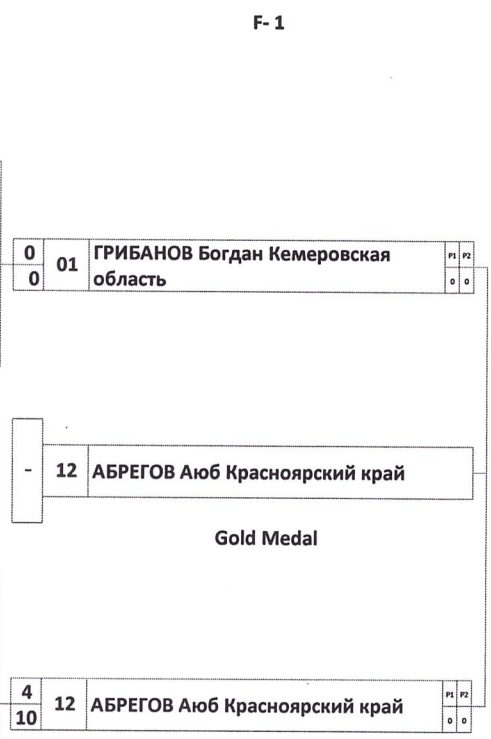 F- 1
0
0
01
ГРИБАНОВ Богдан Кемеровская
область
P1 P2
0 0
-
12
АБРЕГОВ Аюб Красноярский край
Gold Medal
4
10
12
АБРЕГОВ Аюб Красноярский край
P1 P2
0 0